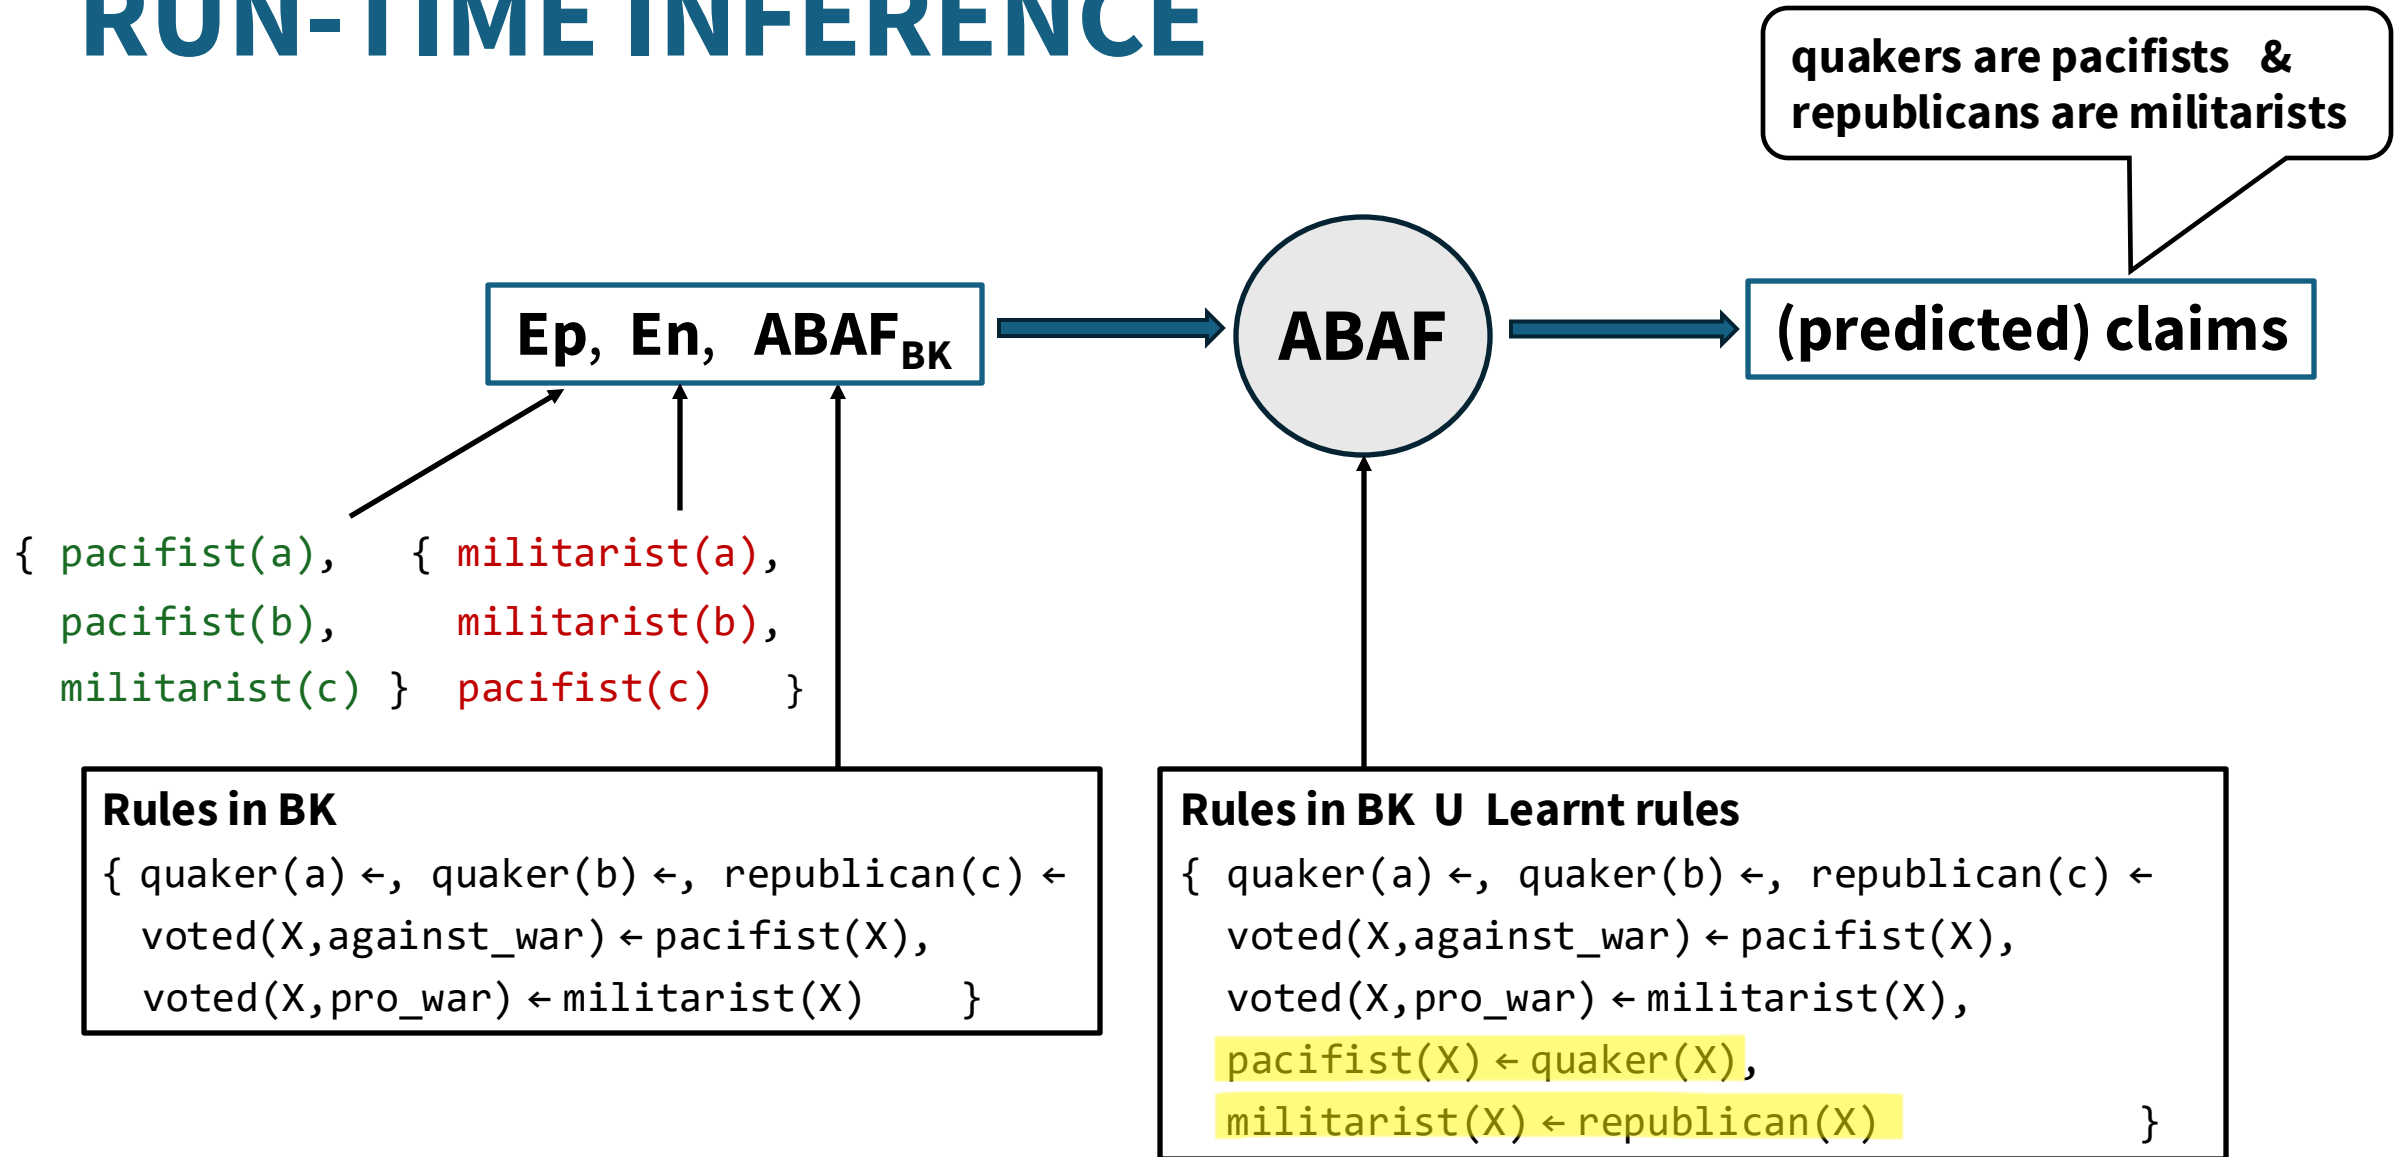 RUN-TIME INFERENCE
quakers are pacifists &
republicans are militarists
Ep, En, ABAF_BK
ABAF
(predicted) claims
{ pacifist(a),
pacifist(b),
militarist(c) }
{ militarist(a),
militarist(b),
pacifist(c) }
Rules in BK
{ quaker(a) ←, quaker(b) ←, republican(c) ←
voted(X,against_war) ← pacifist(X),
voted(X,pro_war) ← militarist(X) }
Rules in BK U Learnt rules
{ quaker(a) ←, quaker(b) ←, republican(c) ←
voted(X,against_war) ← pacifist(X),
voted(X,pro_war) ← militarist(X),
pacifist(X) ← quaker(X),
militarist(X) ← republican(X) }